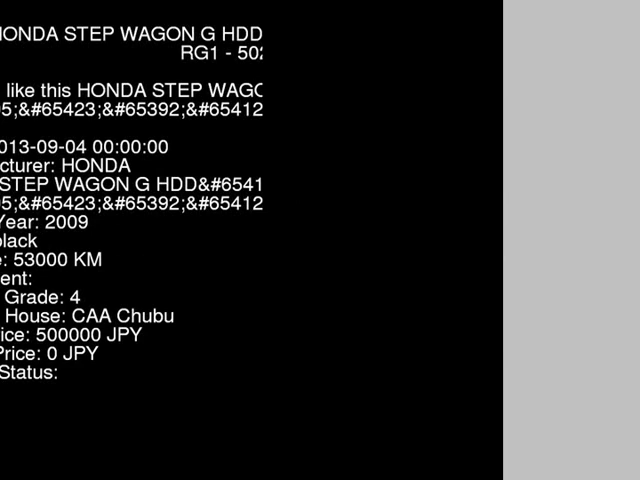 ONDA STEP WAGON G HDD
RG1 - 502
like this HONDA STEP WAGO
5;&#65423;&#65392;&#65412
013-09-04 00:00:00
cturer: HONDA
STEP WAGON G HDD&#6541
5;&#65423;&#65392;&#65412
Year: 2009
black
e: 53000 KM
ent:
Grade: 4
House: CAA Chubu
ice: 500000 JPY
Price: 0 JPY
Status: